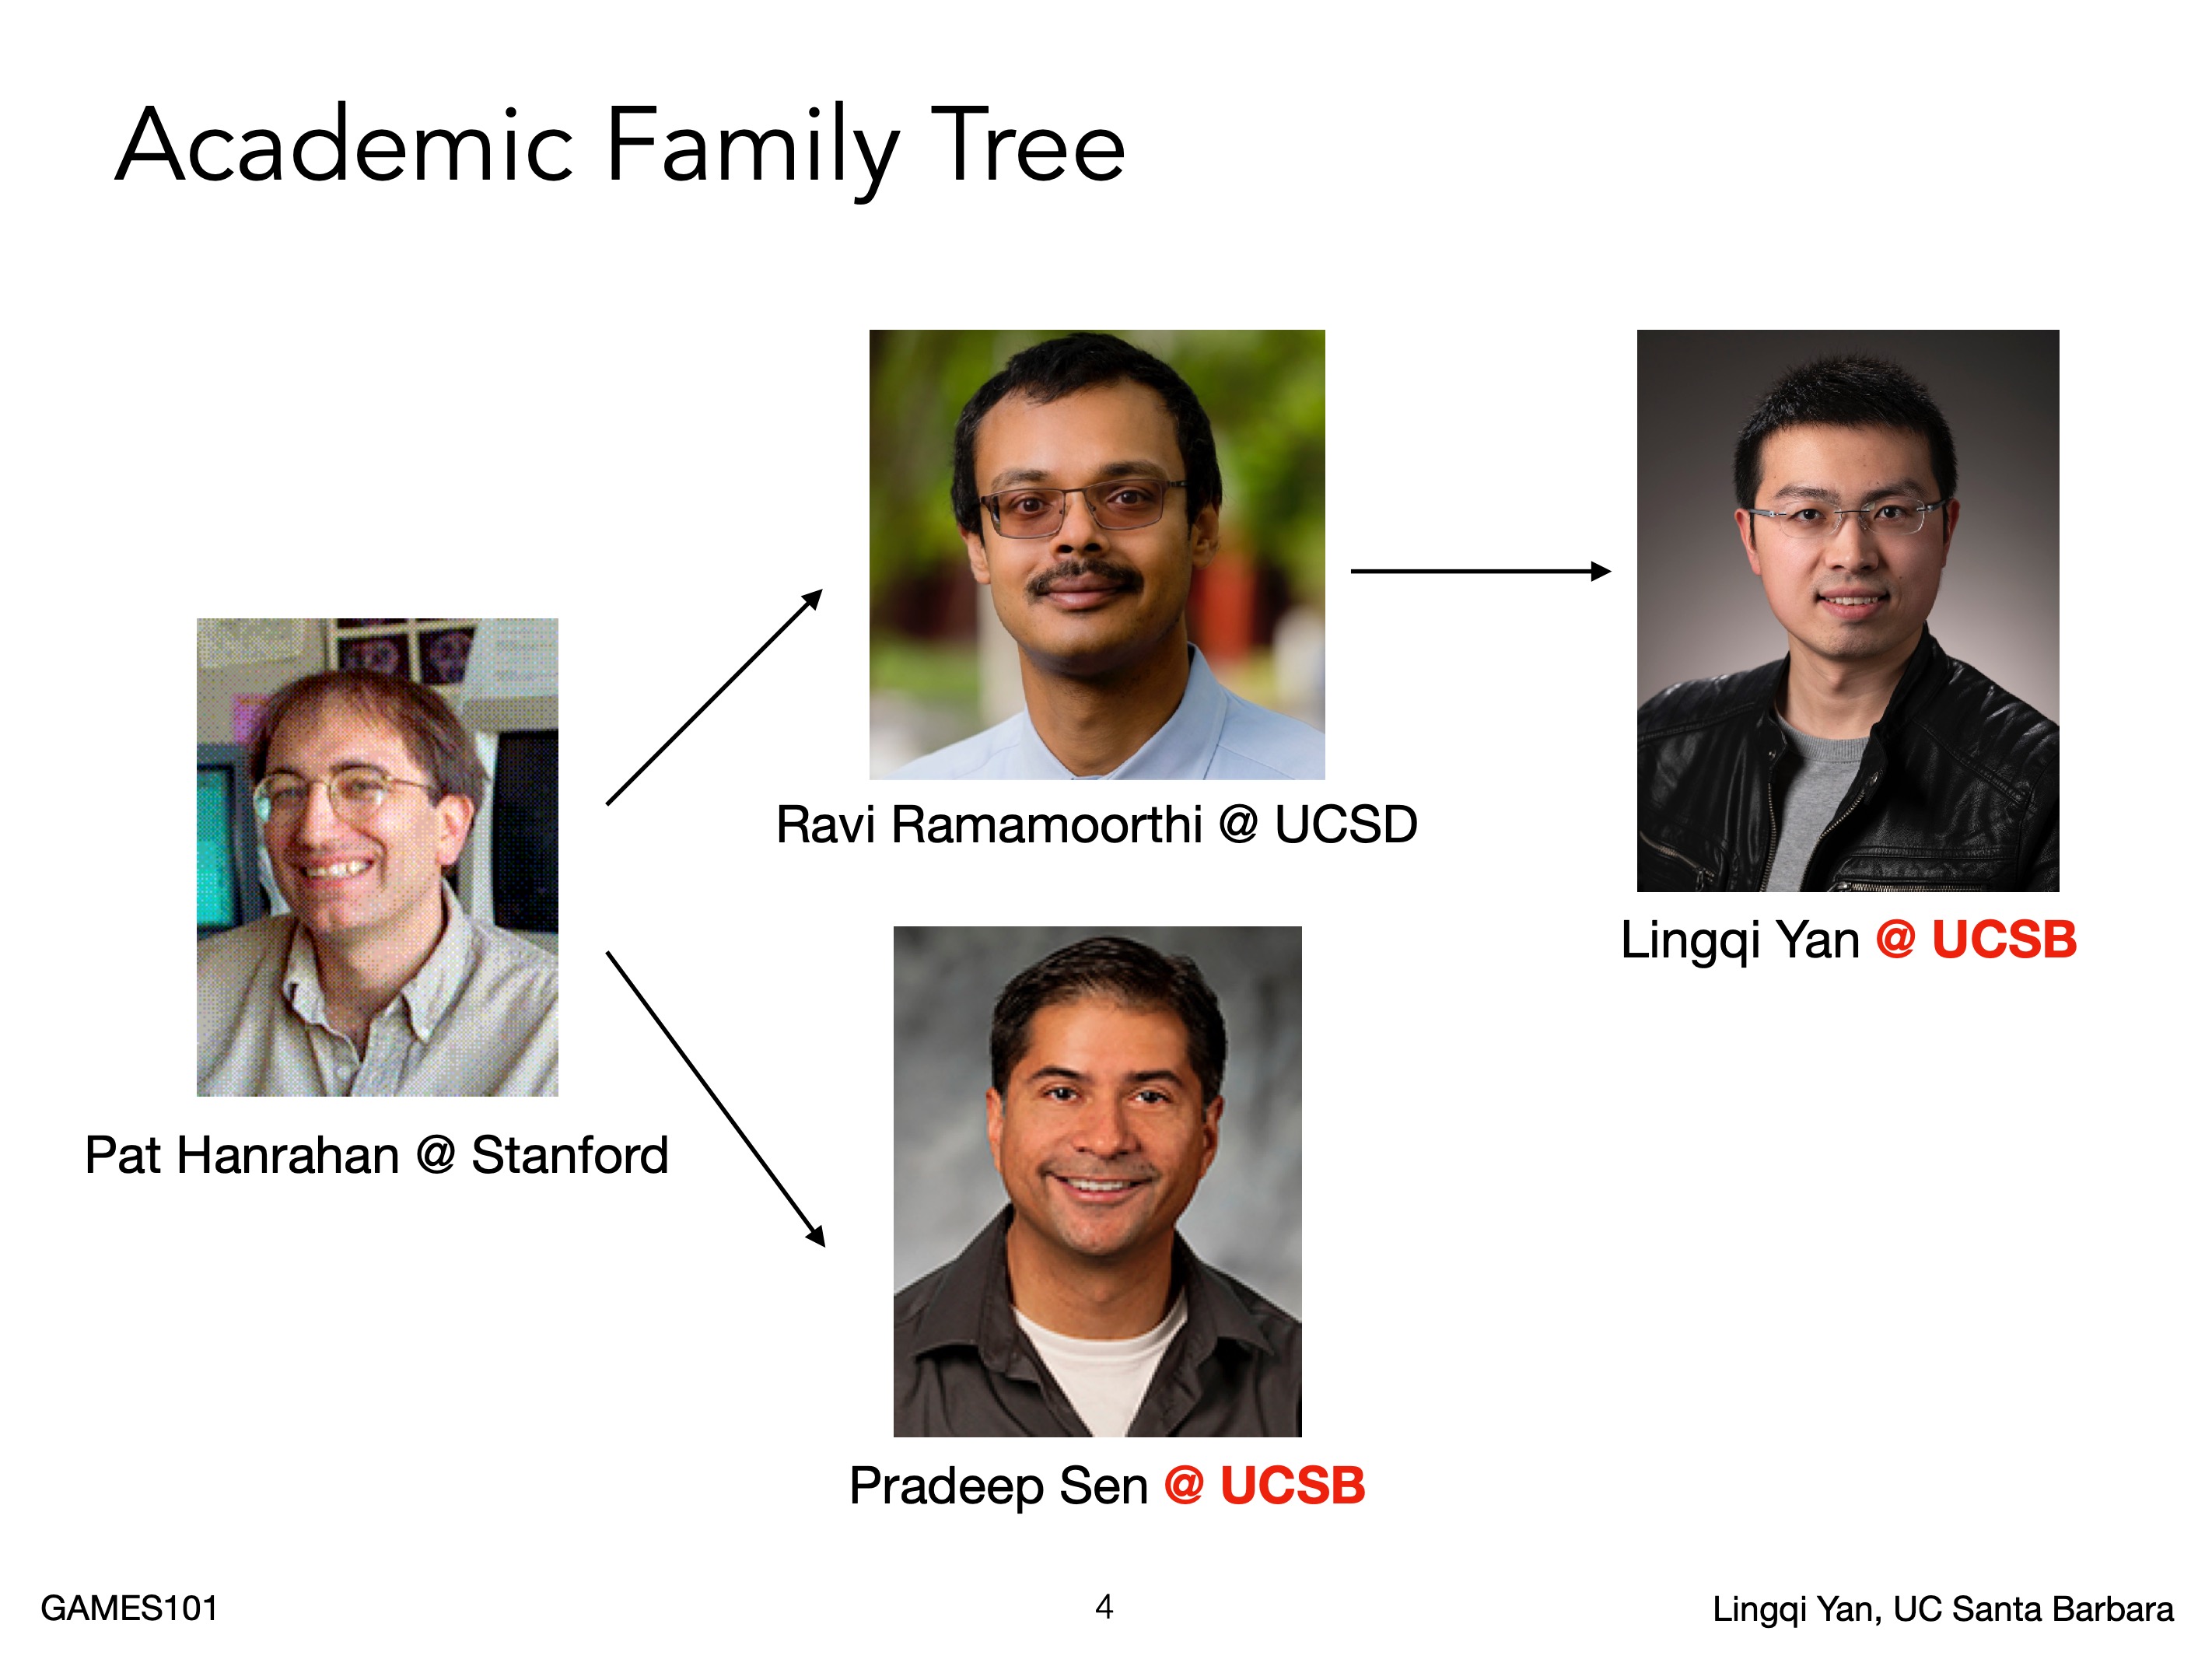 Academic Family Tree
Ravi Ramamoorthi @ UCSD
Lingqi Yan @ UCSB
Pat Hanrahan @ Stanford
Pradeep Sen @ UCSB
GAMES101
4
Lingqi Yan, UC Santa Barbara